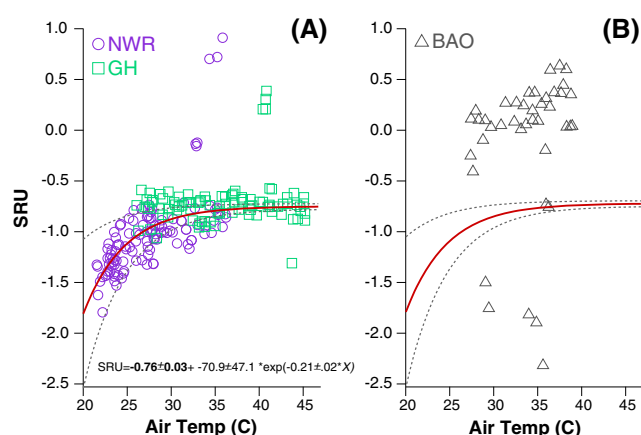 (A)
NWR
GH
SRU
1.0
0.5
0.0
-0.5
-1.0
-1.5
-2.0
-2.5
SRU=-0.76±0.03+ -70.9±47.1 *exp(-0.21±.02*X)
20 25 30 35 40 45
Air Temp (C)
(B)
BAO
1.0
0.5
0.0
-0.5
-1.0
-1.5
-2.0
-2.5
20 25 30 35 40 45
Air Temp (C)